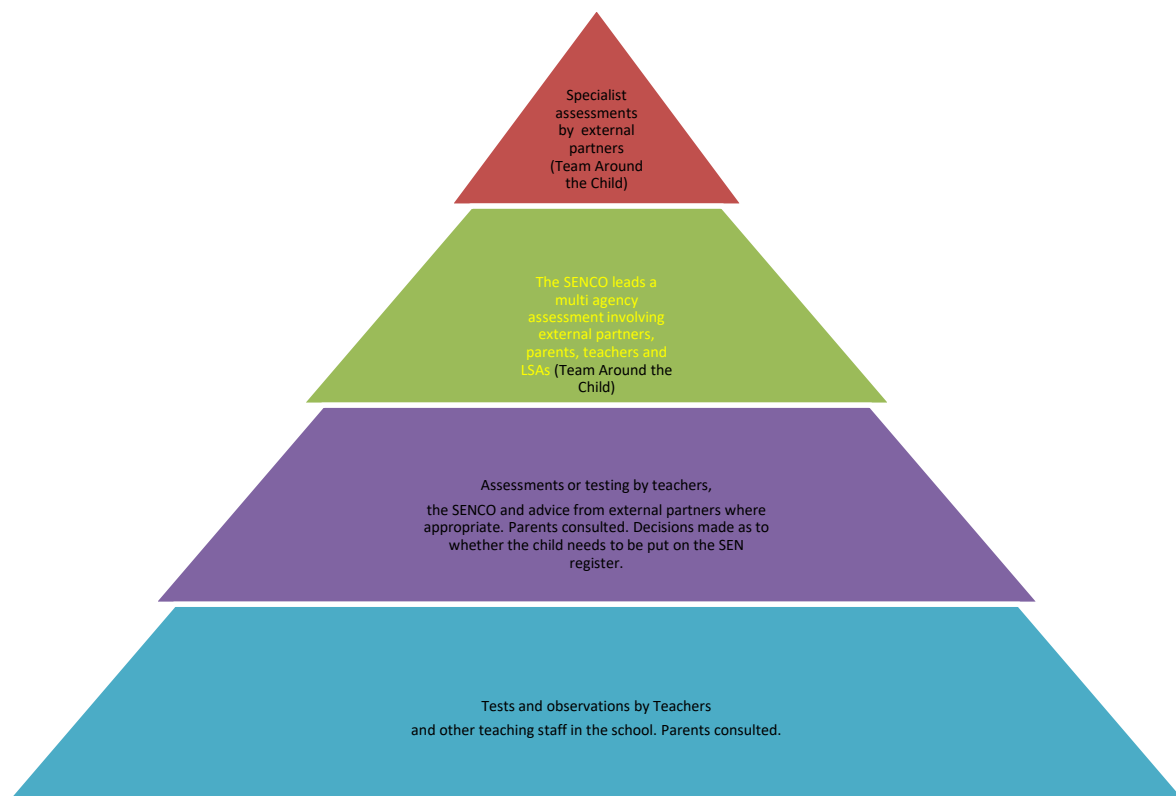 Specialist
assessments
by external
partners
(Team Around
the Child)
The SENCO leads a
multi agency
assessment involving
external partners,
parents, teachers and
LSAs (Team Around the
Child)
Assessments or testing by teachers,
the SENCO and advice from external partners where
appropriate. Parents consulted. Decisions made as to
whether the child needs to be put on the SEN
register.
Tests and observations by Teachers
and other teaching staff in the school. Parents consulted.